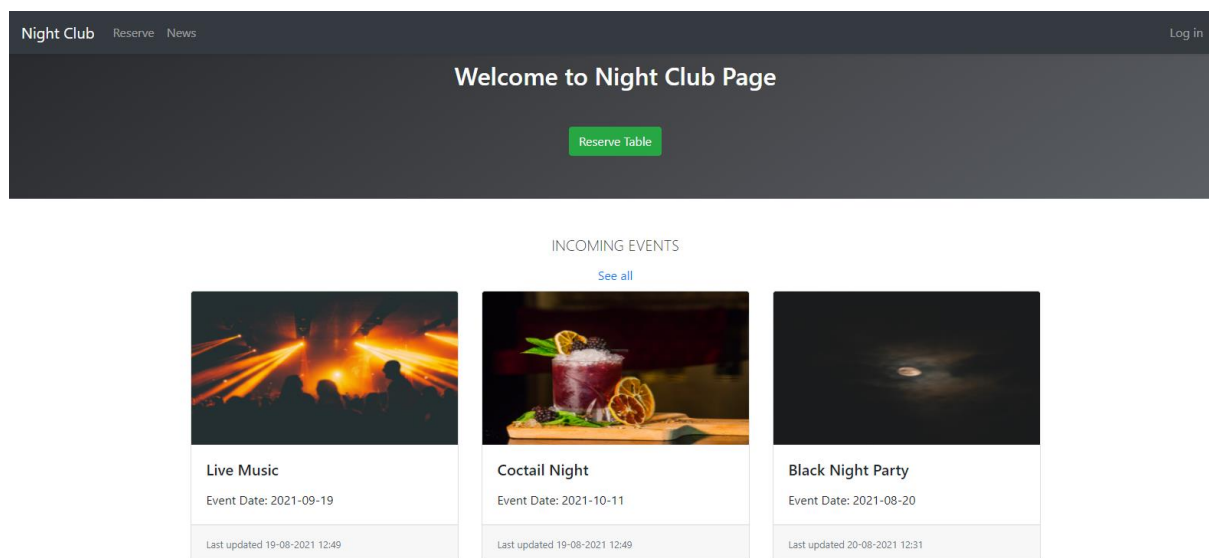 Night Club Reserve News Log in
Welcome to Night Club Page
Reserve Table
INCOMING EVENTS
See all
Live Music
Event Date: 2021-09-19
Last updated 19-08-2021 12:49
Coctail Night
Event Date: 2021-10-11
Last updated 19-08-2021 12:49
Black Night Party
Event Date: 2021-08-20
Last updated 20-08-2021 12:31